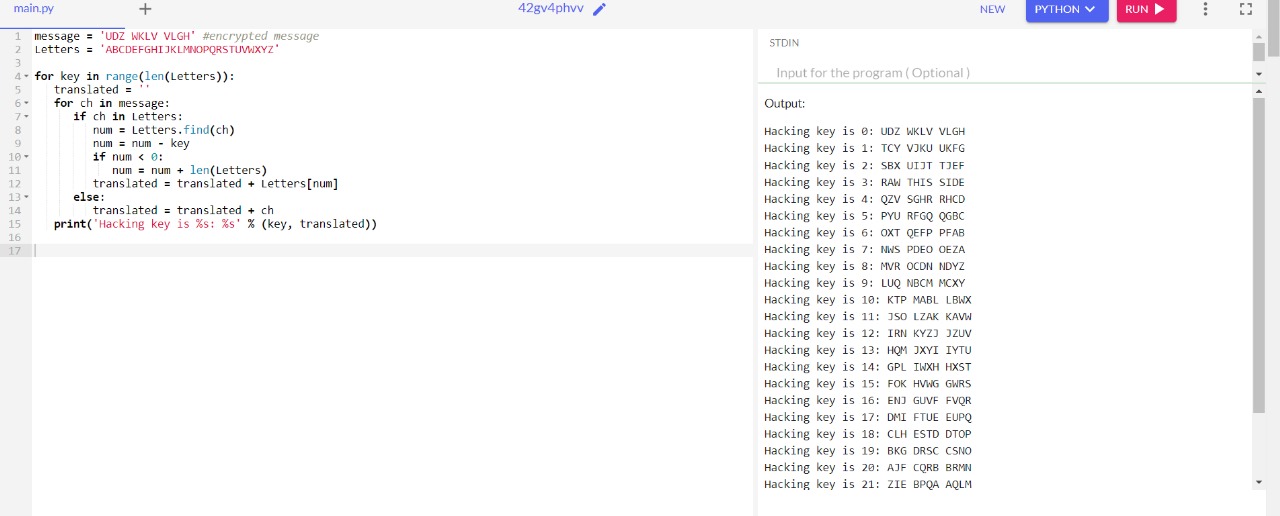 main.py + 42gv4phvv NEW PYTHON RUN
1 message = 'UDZ WKLV VLGH' #encrypted message
2 Letters = 'ABCDEFGHIJKLMNOPQRSTUVWXYZ'
3
4 for key in range(len(Letters)):
5 translated = ''
6 for ch in message:
7 if ch in Letters:
8 num = Letters.find(ch)
9 num = num - key
10 if num < 0:
11 num = num + len(Letters)
12 translated = translated + Letters[num]
13 else:
14 translated = translated + ch
15 print('Hacking key is %s: %s' % (key, translated))
16
17
STDIN
Input for the program ( Optional )
Output:
Hacking key is 0: UDZ WKLV VLGH
Hacking key is 1: TCY VJKU UKFG
Hacking key is 2: SBX UIJT TJEF
Hacking key is 3: RAW THIS SIDE
Hacking key is 4: QZV SGHR RHCD
Hacking key is 5: PYU RFGQ QGBC
Hacking key is 6: OXT QEFP PFAB
Hacking key is 7: NWS PDEO OEZA
Hacking key is 8: MVR OCDN NDYZ
Hacking key is 9: LUQ NBCM MCXY
Hacking key is 10: KTP MABL LBWX
Hacking key is 11: JSO LZAK KAVW
Hacking key is 12: IRN KYZJ JZUV
Hacking key is 13: HQM JXYI IYTU
Hacking key is 14: GPL IWXH HXST
Hacking key is 15: FOK HVWG GWRS
Hacking key is 16: ENJ GUVF FVQR
Hacking key is 17: DMI FTUE EUPQ
Hacking key is 18: CLH ESTD DTOP
Hacking key is 19: BKG DRSC CSNO
Hacking key is 20: AJF CQRB BRMN
Hacking key is 21: ZIE BPQA AQLM